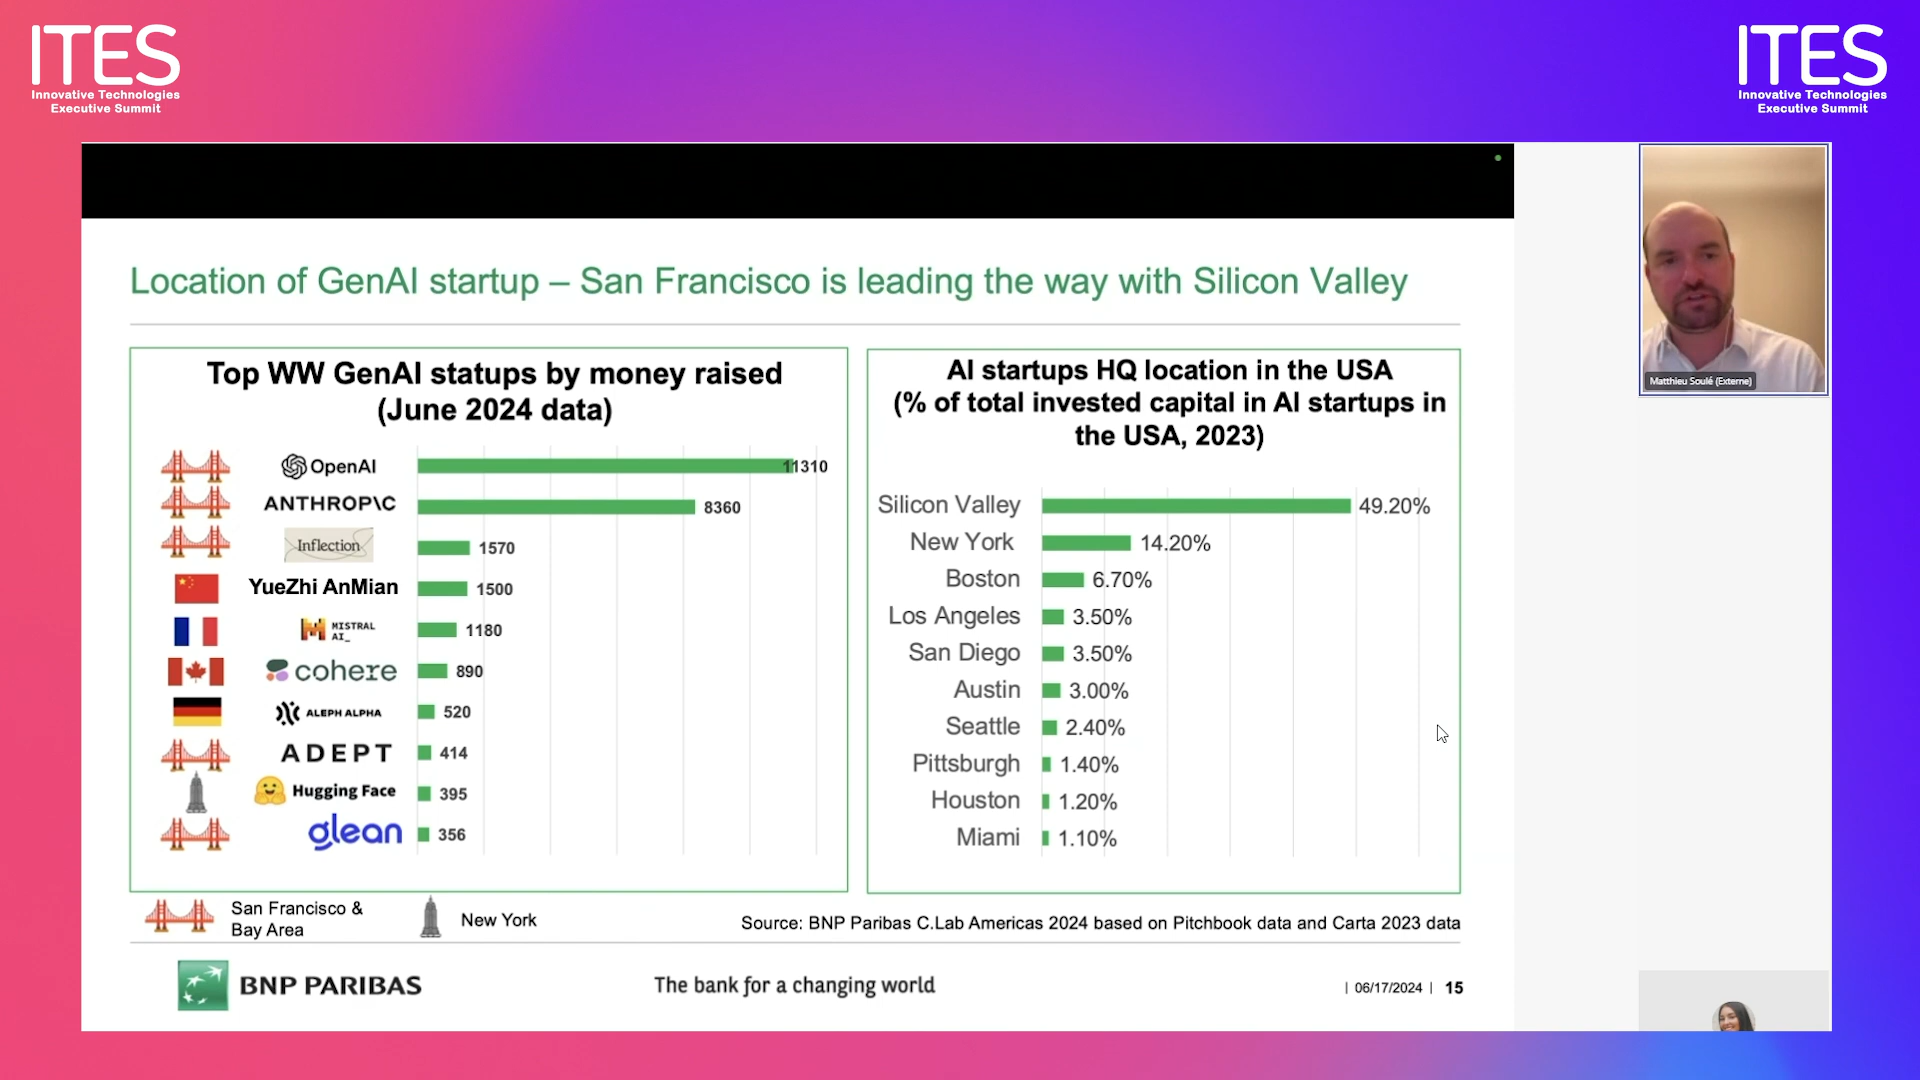 ITES
Innovative Technologies
Executive Summit
ITES
Innovative Technologies
Executive Summit
Location of GenAI startup – San Francisco is leading the way with Silicon Valley
Top WW GenAI statups by money raised
(June 2024 data)
OpenAI 11310
ANTHROP\C 8360
Inflection 1570
YueZhi AnMian 1500
MISTRAL
AI_ 1180
cohere 890
ALEPH ALPHA 520
ADEPT 414
Hugging Face 395
glean 356
AI startups HQ location in the USA
(% of total invested capital in AI startups in
the USA, 2023)
Silicon Valley 49.20%
New York 14.20%
Boston 6.70%
Los Angeles 3.50%
San Diego 3.50%
Austin 3.00%
Seattle 2.40%
Pittsburgh 1.40%
Houston 1.20%
Miami 1.10%
San Francisco &
Bay Area
New York
Source: BNP Paribas C.Lab Americas 2024 based on Pitchbook data and Carta 2023 data
BNP PARIBAS
The bank for a changing world
| 06/17/2024 | 15
Matthieu Soulé (Externe)